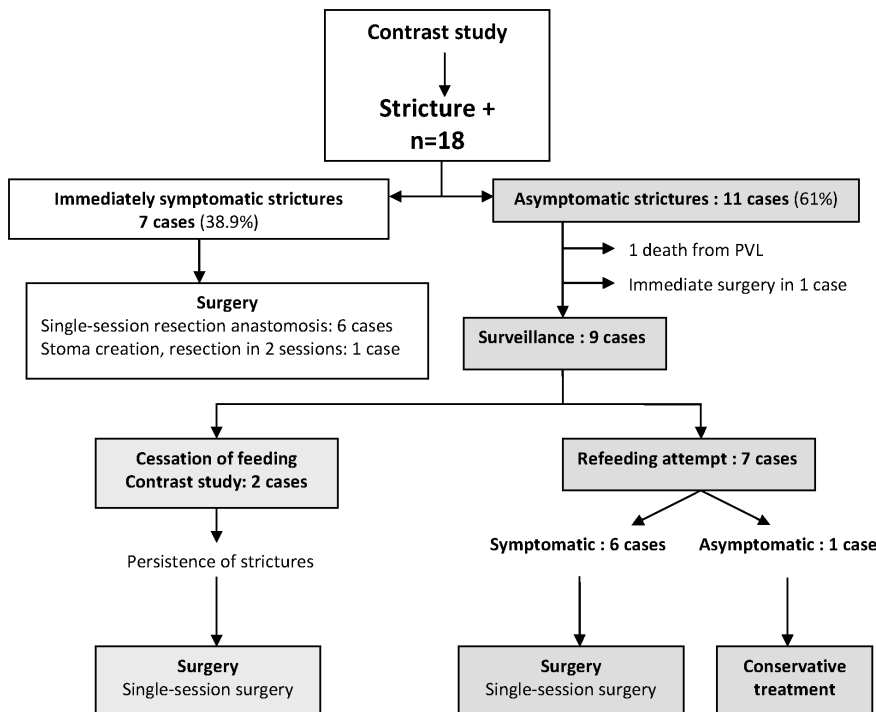 Contrast study
Stricture +
n=18
Immediately symptomatic strictures
7 cases (38.9%)
Asymptomatic strictures : 11 cases (61%)
1 death from PVL
Immediate surgery in 1 case
Surgery
Single-session resection anastomosis: 6 cases
Stoma creation, resection in 2 sessions: 1 case
Surveillance : 9 cases
Cessation of feeding
Contrast study: 2 cases
Refeeding attempt : 7 cases
Persistence of strictures
Symptomatic : 6 cases
Asymptomatic : 1 case
Surgery
Single-session surgery
Surgery
Single-session surgery
Conservative
treatment